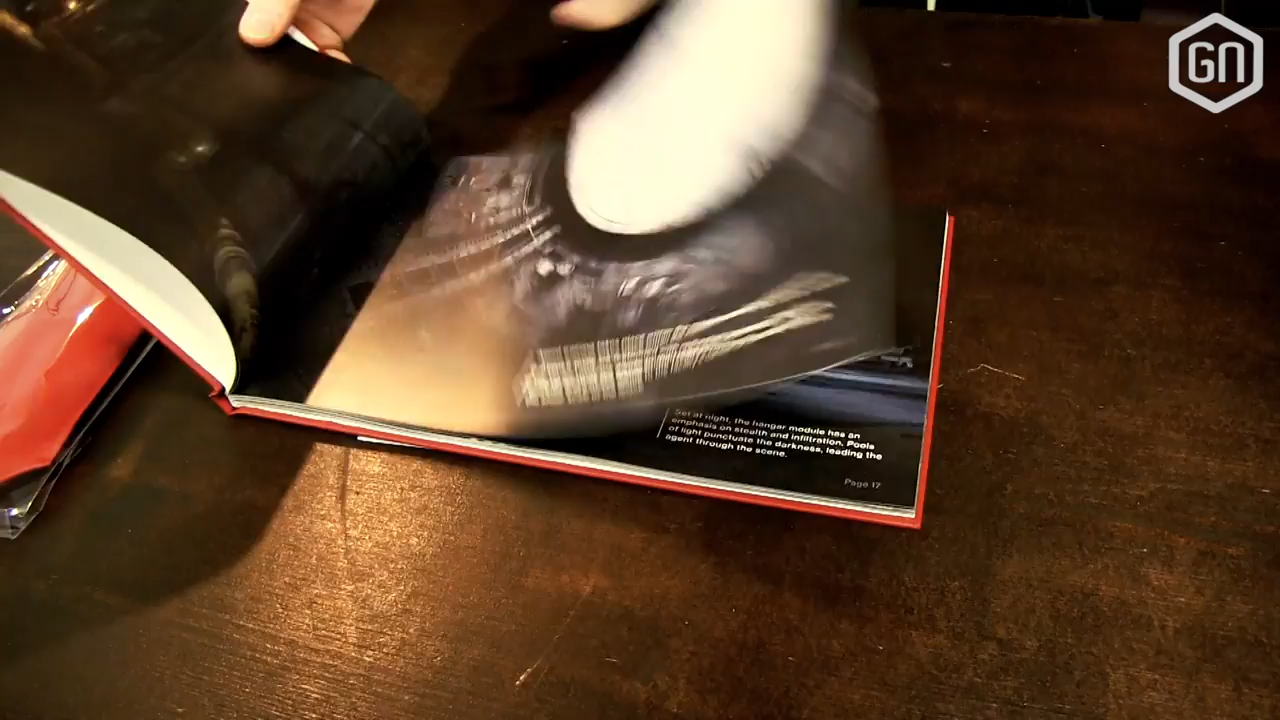 GN
Set at night, the hangar module has an
emphasis on stealth and infiltration. Pools
of light punctuate the darkness, leading the
agent through the scene.
Page 17